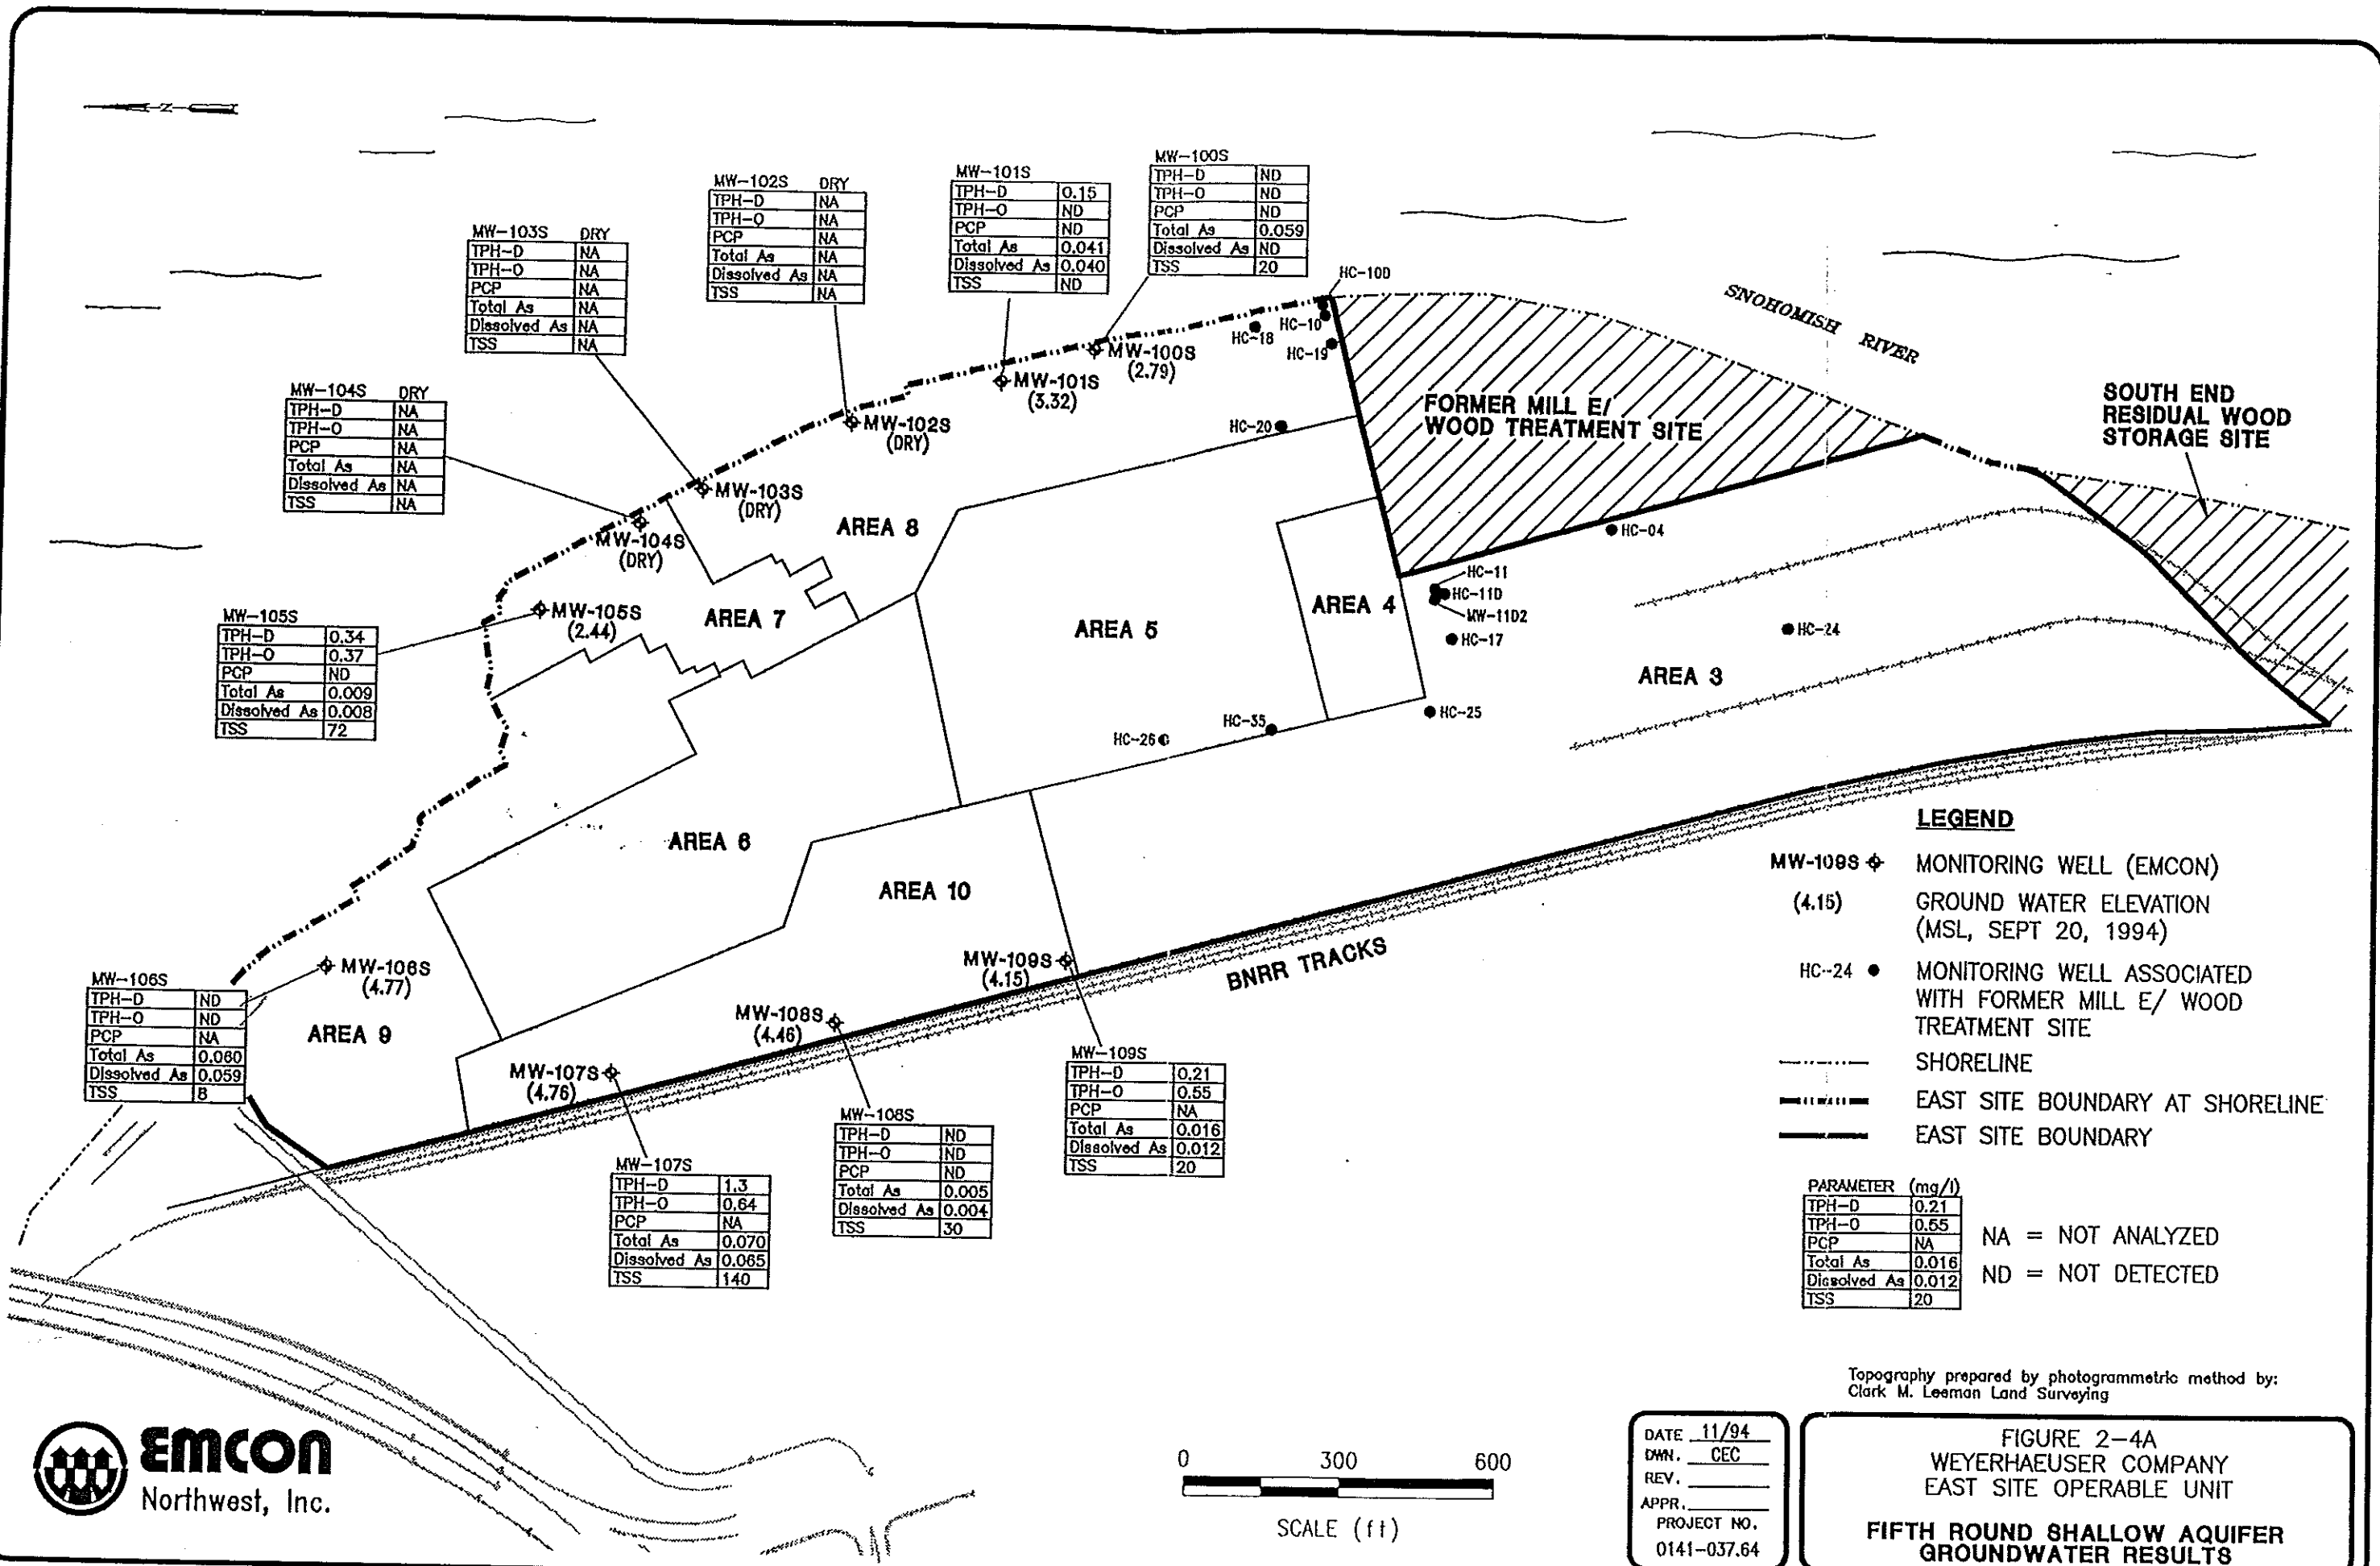 Z
MW-100S
TPH-D ND
TPH-O ND
PCP ND
Total As 0.059
Dissolved As ND
TSS 20
MW-101S
TPH-D 0.15
TPH-O ND
PCP ND
Total As 0.041
Dissolved As 0.040
TSS ND
MW-102S DRY
TPH-D NA
TPH-O NA
PCP NA
Total As NA
Dissolved As NA
TSS NA
MW-103S DRY
TPH-D NA
TPH-O NA
PCP NA
Total As NA
Dissolved As NA
TSS NA
MW-104S DRY
TPH-D NA
TPH-O NA
PCP NA
Total As NA
Dissolved As NA
TSS NA
MW-105S
TPH-D 0.34
TPH-O 0.37
PCP ND
Total As 0.009
Dissolved As 0.008
TSS 72
MW-106S
TPH-D ND
TPH-O ND
PCP NA
Total As 0.060
Dissolved As 0.059
TSS 8
MW-107S
TPH-D 1.3
TPH-O 0.64
PCP NA
Total As 0.070
Dissolved As 0.065
TSS 140
MW-108S
TPH-D ND
TPH-O ND
PCP ND
Total As 0.005
Dissolved As 0.004
TSS 30
MW-109S
TPH-D 0.21
TPH-O 0.55
PCP NA
Total As 0.016
Dissolved As 0.012
TSS 20
HC-10D
HC-10
HC-18
HC-19
HC-20
MW-100S
(2.79)
MW-101S
(3.32)
MW-102S
(DRY)
MW-103S
(DRY)
MW-104S
(DRY)
MW-105S
(2.44)
MW-106S
(4.77)
MW-107S
(4.76)
MW-108S
(4.46)
MW-109S
(4.15)
SNOHOMISH RIVER
FORMER MILL E/
WOOD TREATMENT SITE
SOUTH END
RESIDUAL WOOD
STORAGE SITE
HC-04
HC-11
HC-11D
MW-11D2
HC-17
HC-24
HC-25
HC-35
HC-26
AREA 8
AREA 7
AREA 5
AREA 4
AREA 3
AREA 6
AREA 10
AREA 9
BNRR TRACKS
LEGEND
MW-109S MONITORING WELL (EMCON)
(4.15) GROUND WATER ELEVATION
(MSL, SEPT 20, 1994)
HC-24 MONITORING WELL ASSOCIATED
WITH FORMER MILL E/ WOOD
TREATMENT SITE
SHORELINE
EAST SITE BOUNDARY AT SHORELINE
EAST SITE BOUNDARY
PARAMETER (mg/l)
TPH-D 0.21
TPH-O 0.55
PCP NA
Total As 0.016
Dissolved As 0.012
TSS 20
NA = NOT ANALYZED
ND = NOT DETECTED
Topography prepared by photogrammetric method by:
Clark M. Leeman Land Surveying
EMCON
Northwest, Inc.
0 300 600
SCALE (ft)
DATE 11/94
DWN. CEC
REV.
APPR.
PROJECT NO.
0141-037.64
FIGURE 2-4A
WEYERHAEUSER COMPANY
EAST SITE OPERABLE UNIT
FIFTH ROUND SHALLOW AQUIFER
GROUNDWATER RESULTS